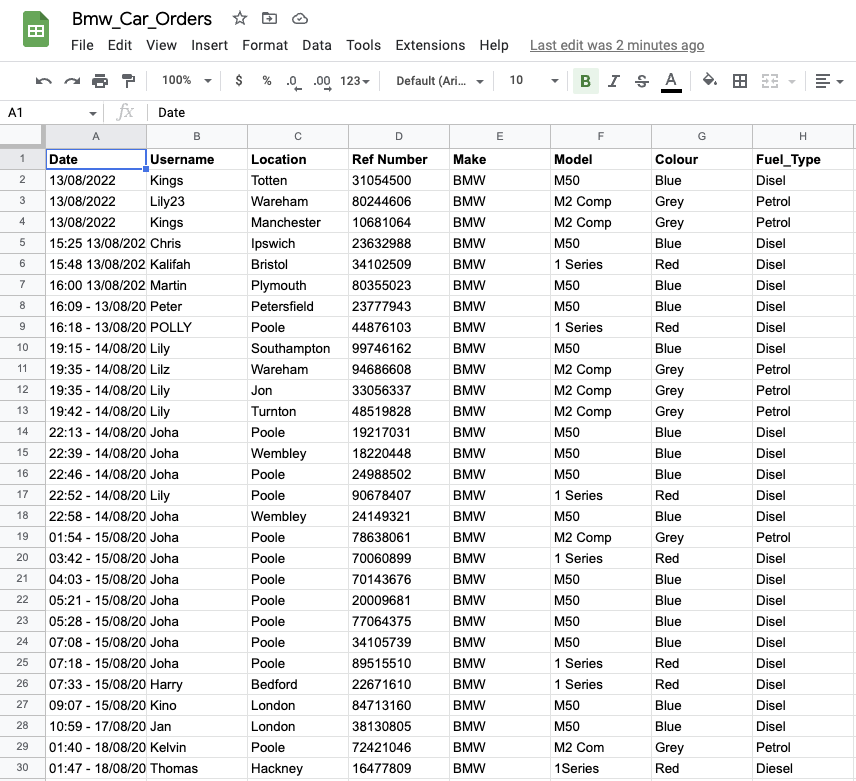 Bmw_Car_Orders
File Edit View Insert Format Data Tools Extensions Help Last edit was 2 minutes ago
100% $ % .0 .00 123 Default (Ari... 10 B I S A
A1 fx Date
A B C D E F G H
1 Date Username Location Ref Number Make Model Colour Fuel_Type
2 13/08/2022 Kings Totten 31054500 BMW M50 Blue Disel
3 13/08/2022 Lily23 Wareham 80244606 BMW M2 Comp Grey Petrol
4 13/08/2022 Kings Manchester 10681064 BMW M2 Comp Grey Petrol
5 15:25 13/08/202 Chris Ipswich 23632988 BMW M50 Blue Disel
6 15:48 13/08/202 Kalifah Bristol 34102509 BMW 1 Series Red Disel
7 16:00 13/08/202 Martin Plymouth 80355023 BMW M50 Blue Disel
8 16:09 - 13/08/20 Peter Petersfield 23777943 BMW M50 Blue Disel
9 16:18 - 13/08/20 POLLY Poole 44876103 BMW 1 Series Red Disel
10 19:15 - 14/08/20 Lily Southampton 99746162 BMW M50 Blue Disel
11 19:35 - 14/08/20 Lilz Wareham 94686608 BMW M2 Comp Grey Petrol
12 19:35 - 14/08/20 Lily Jon 33056337 BMW M2 Comp Grey Petrol
13 19:42 - 14/08/20 Lily Turnton 48519828 BMW M2 Comp Grey Petrol
14 22:13 - 14/08/20 Joha Poole 19217031 BMW M50 Blue Disel
15 22:39 - 14/08/20 Joha Wembley 18220448 BMW M50 Blue Disel
16 22:46 - 14/08/20 Joha Poole 24988502 BMW M50 Blue Disel
17 22:52 - 14/08/20 Lily Poole 90678407 BMW 1 Series Red Disel
18 22:58 - 14/08/20 Joha Wembley 24149321 BMW M50 Blue Disel
19 01:54 - 15/08/20 Joha Poole 78638061 BMW M2 Comp Grey Petrol
20 03:42 - 15/08/20 Joha Poole 70060899 BMW 1 Series Red Disel
21 04:03 - 15/08/20 Joha Poole 70143676 BMW M50 Blue Disel
22 05:21 - 15/08/20 Joha Poole 20009681 BMW M50 Blue Disel
23 05:28 - 15/08/20 Joha Poole 77064375 BMW M50 Blue Disel
24 07:08 - 15/08/20 Joha Poole 34105739 BMW M50 Blue Disel
25 07:18 - 15/08/20 Joha Poole 89515510 BMW 1 Series Red Disel
26 07:33 - 15/08/20 Harry Bedford 22671610 BMW 1 Series Red Disel
27 09:07 - 15/08/20 Kino London 84713160 BMW M50 Blue Disel
28 10:59 - 17/08/20 Jan London 38130805 BMW M50 Blue Disel
29 01:40 - 18/08/20 Kelvin Poole 72421046 BMW M2 Com Grey Petrol
30 01:47 - 18/08/20 Thomas Hackney 16477809 BMW 1Series Red Diesel